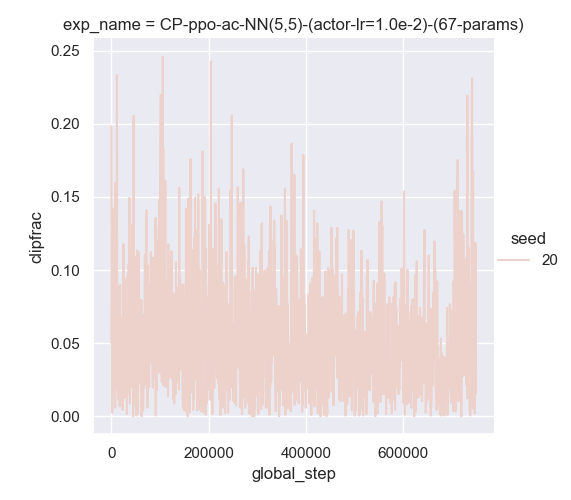 exp_name = CP-ppo-ac-NN(5,5)-(actor-lr=1.0e-2)-(67-params)
0.25
0.20
0.15
0.10
0.05
0.00
clipfrac
0
200000
400000
600000
global_step
seed
20